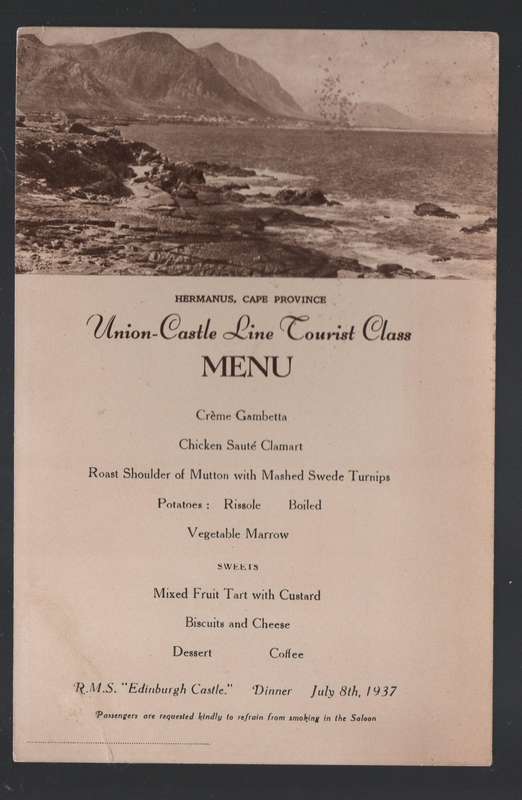 HERMANUS, CAPE PROVINCE
Union-Castle Line Tourist Class
MENU
Crème Gambetta
Chicken Sauté Clamart
Roast Shoulder of Mutton with Mashed Swede Turnips
Potatoes : Rissole Boiled
Vegetable Marrow
SWEETS
Mixed Fruit Tart with Custard
Biscuits and Cheese
Dessert Coffee
R.M.S. "Edinburgh Castle." Dinner July 8th, 1937
Passengers are requested kindly to refrain from smoking in the Saloon